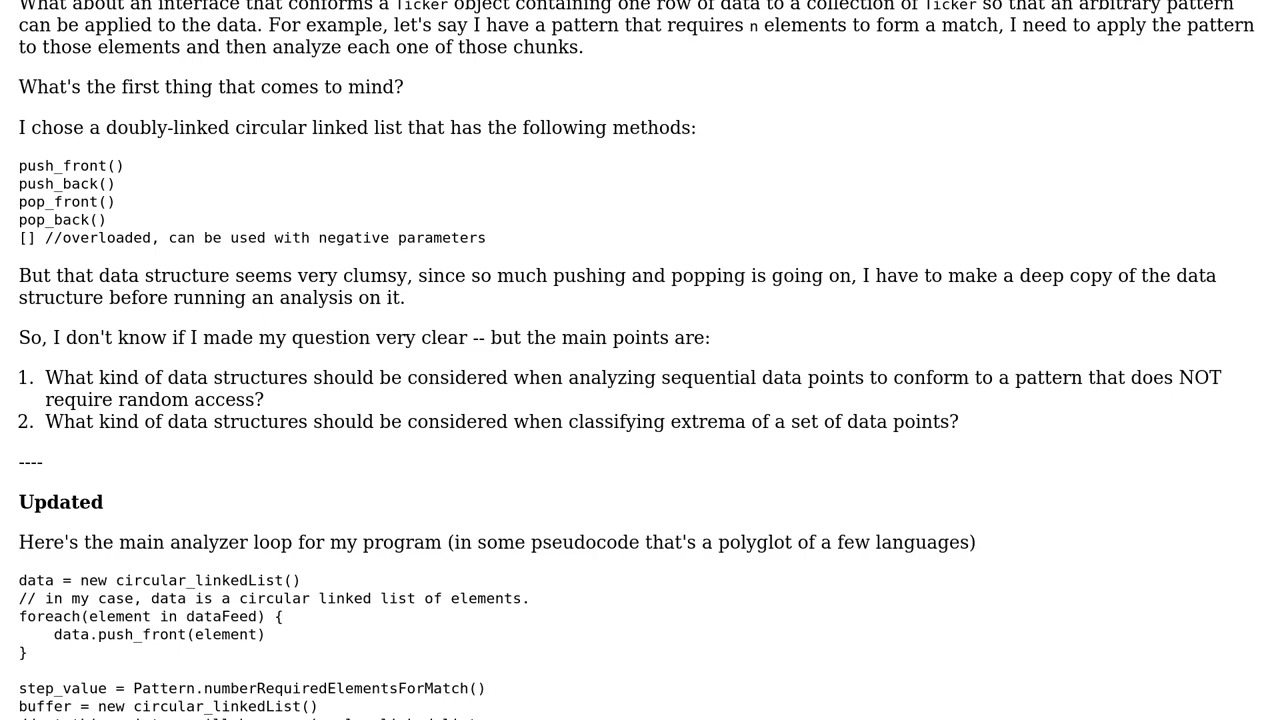 What about an interface that conforms a Ticker object containing one row of data to a collection of Ticker so that an arbitrary pattern
can be applied to the data. For example, let's say I have a pattern that requires n elements to form a match, I need to apply the pattern
to those elements and then analyze each one of those chunks.
What's the first thing that comes to mind?
I chose a doubly-linked circular linked list that has the following methods:
push_front()
push_back()
pop_front()
pop_back()
[] //overloaded, can be used with negative parameters
But that data structure seems very clumsy, since so much pushing and popping is going on, I have to make a deep copy of the data
structure before running an analysis on it.
So, I don't know if I made my question very clear -- but the main points are:
1. What kind of data structures should be considered when analyzing sequential data points to conform to a pattern that does NOT
require random access?
2. What kind of data structures should be considered when classifying extrema of a set of data points?
----
Updated
Here's the main analyzer loop for my program (in some pseudocode that's a polyglot of a few languages)
data = new circular_linkedList()
// in my case, data is a circular linked list of elements.
foreach(element in dataFeed) {
    data.push_front(element)
}
step_value = Pattern.numberRequiredElementsForMatch()
buffer = new circular_linkedList()